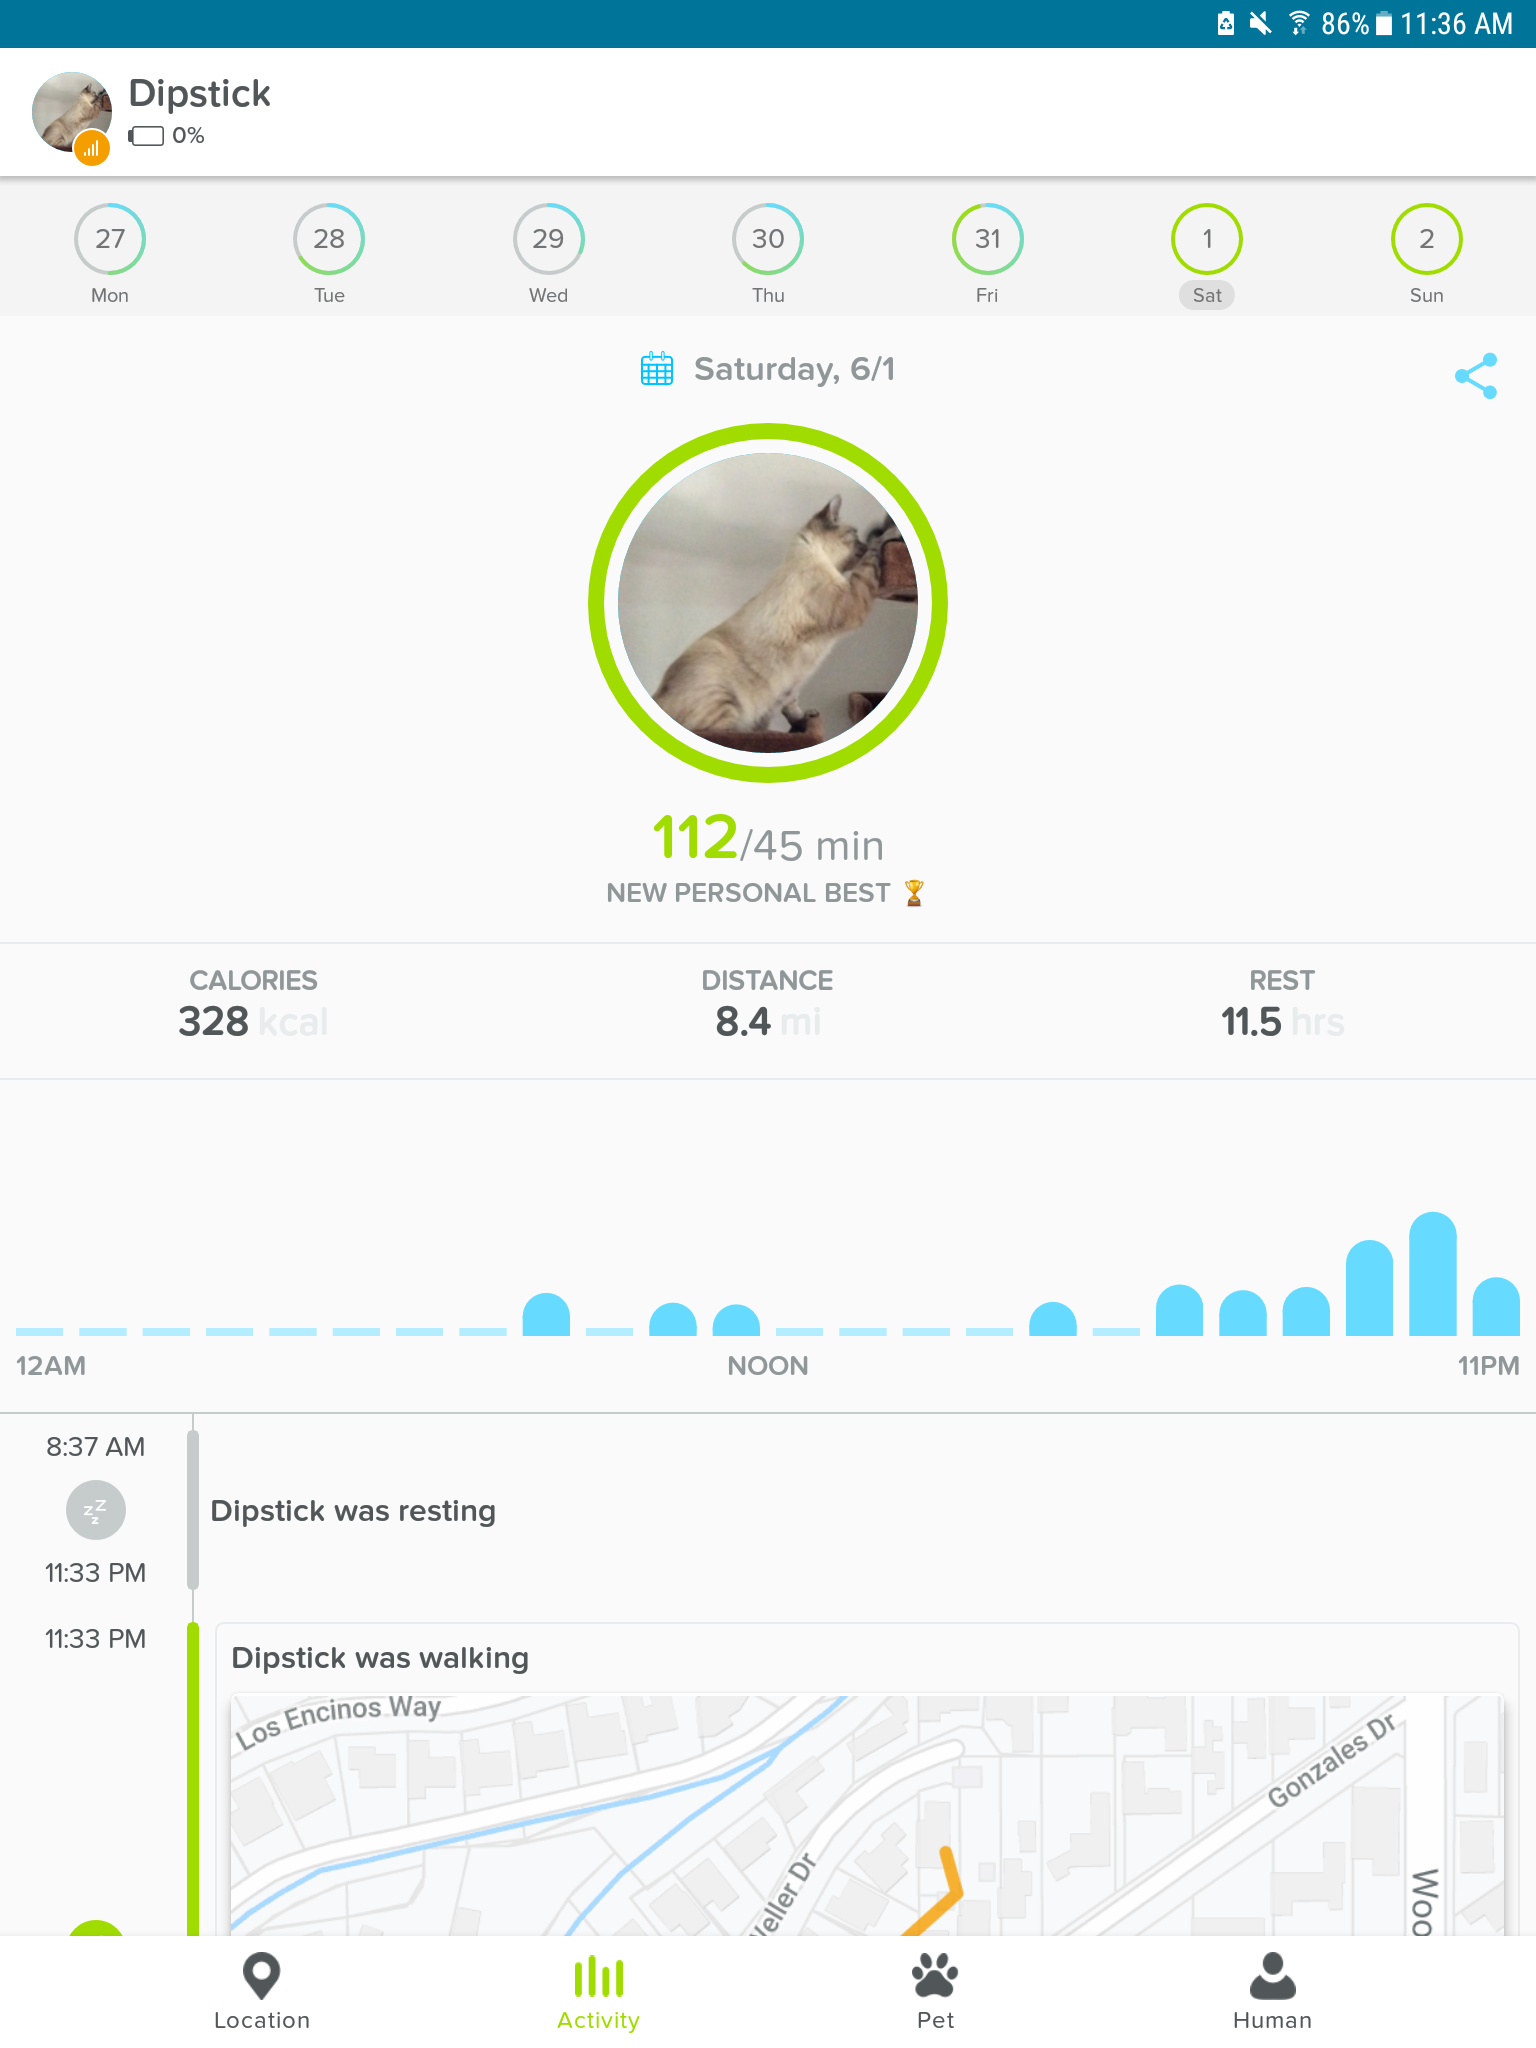 86% 11:36 AM
Dipstick
0%
27 28 29 30 31 1 2
Mon Tue Wed Thu Fri Sat Sun
Saturday, 6/1
112/45 min
NEW PERSONAL BEST 🏆
CALORIES DISTANCE REST
328 kcal 8.4 mi 11.5 hrs
12AM NOON 11PM
8:37 AM
zZz
Dipstick was resting
11:33 PM
11:33 PM
Dipstick was walking
Los Encinos Way
Gonzales Dr
Dr
Location Activity Pet Human